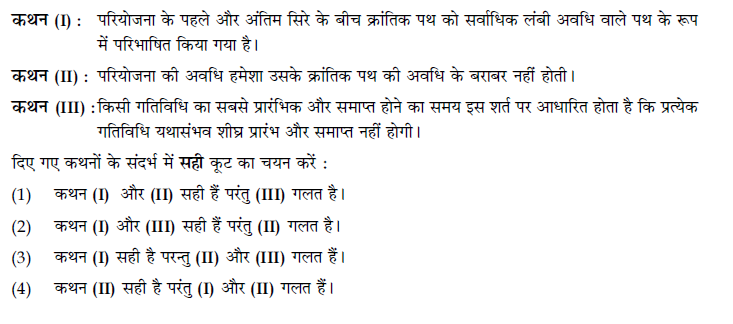 कथन (I) : परियोजना के पहले और अंतिम सिरे के बीच क्रांतिक पथ को सर्वाधिक लंबी अवधि वाले पथ के रूप
में परिभाषित किया गया है।
कथन (II) : परियोजना की अवधि हमेशा उसके क्रांतिक पथ की अवधि के बराबर नहीं होती।
कथन (III) : किसी गतिविधि का सबसे प्रारंभिक और समाप्त होने का समय इस शर्त पर आधारित होता है कि प्रत्येक
गतिविधि यथासंभव शीघ्र प्रारंभ और समाप्त नहीं होगी।
दिए गए कथनों के संदर्भ में सही कूट का चयन करें :
(1) कथन (I) और (II) सही हैं परंतु (III) गलत है।
(2) कथन (I) और (III) सही हैं परंतु (II) गलत है।
(3) कथन (I) सही है परन्तु (II) और (III) गलत हैं।
(4) कथन (II) सही है परंतु (I) और (II) गलत हैं।